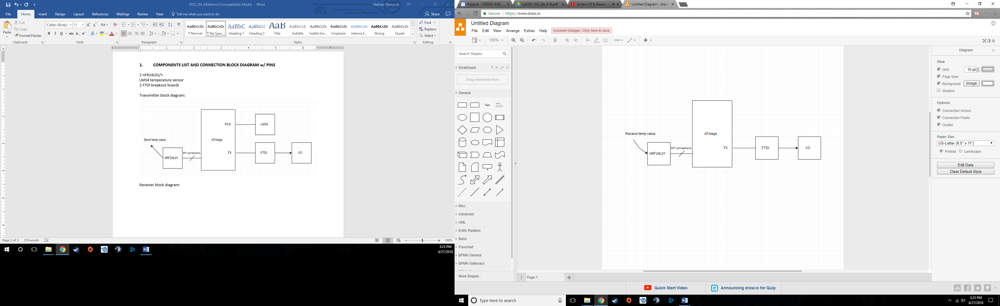 DOC_DA_Midterm2 [Compatibility Mode] - Word
Nathan Hanuscin
File Home Insert Design Layout References Mailings Review View Tell me what you want to do
Share
Paste
Cut
Copy
Format Painter
Clipboard
Calibri (Body) 11
Font
Paragraph
AaBbCcDc AaBbCcDc AaBbC AaBbCcI AaB AaBbCcD AaBbCcDc AaBbCcDc AaBbCcDc AaBbCcDc AaBbCcDc
¶ Normal ¶ No Spac... Heading 1 Heading 2 Title Subtitle Subtle Em... Emphasis Intense E... Strong Quote
Styles
Find
Replace
Select
Editing
1. COMPONENTS LIST AND CONNECTION BLOCK DIAGRAM w/ PINS
2 nFR24L01/+
LM34 temperature sensor
2 FTDI breakout boards
Transmitter block diagram:
PC0
LM34
Send temp value
ATmega
SPI connections
nRF24L01
TX
FTDI
I/O
Receiver block diagram:
Page 2 of 3 218 words
100%
3:23 PM
4/27/2018
Projects - CPE301-ESD
CpE301_M2_Qs_S18.pdf
System Of A Down -
Untitled Diagram - draw
Secure https://www.draw.io
Untitled Diagram
File Edit View Arrange Extras Help Unsaved changes. Click here to save.
100%
Search Shapes
Scratchpad
Drag elements here
General
Text
Misc
Advanced
UML
Entity Relation
Basic
Flowchart
BPMN General
BPMN Gateways
More Shapes...
Recieve temp value
ATmega
SPI connections
nRF24L01
TX
FTDI
I/O
Page-1
Diagram
View
Grid 10 pt
Page View
Background Image
Shadow
Options
Connection Arrows
Connection Points
Guides
Paper Size
US-Letter (8,5" x 11")
Portrait Landscape
Edit Data
Clear Default Style
Quick Start Video
Announcing draw.io for Quip
Type here to search
3:23 PM
4/27/2018